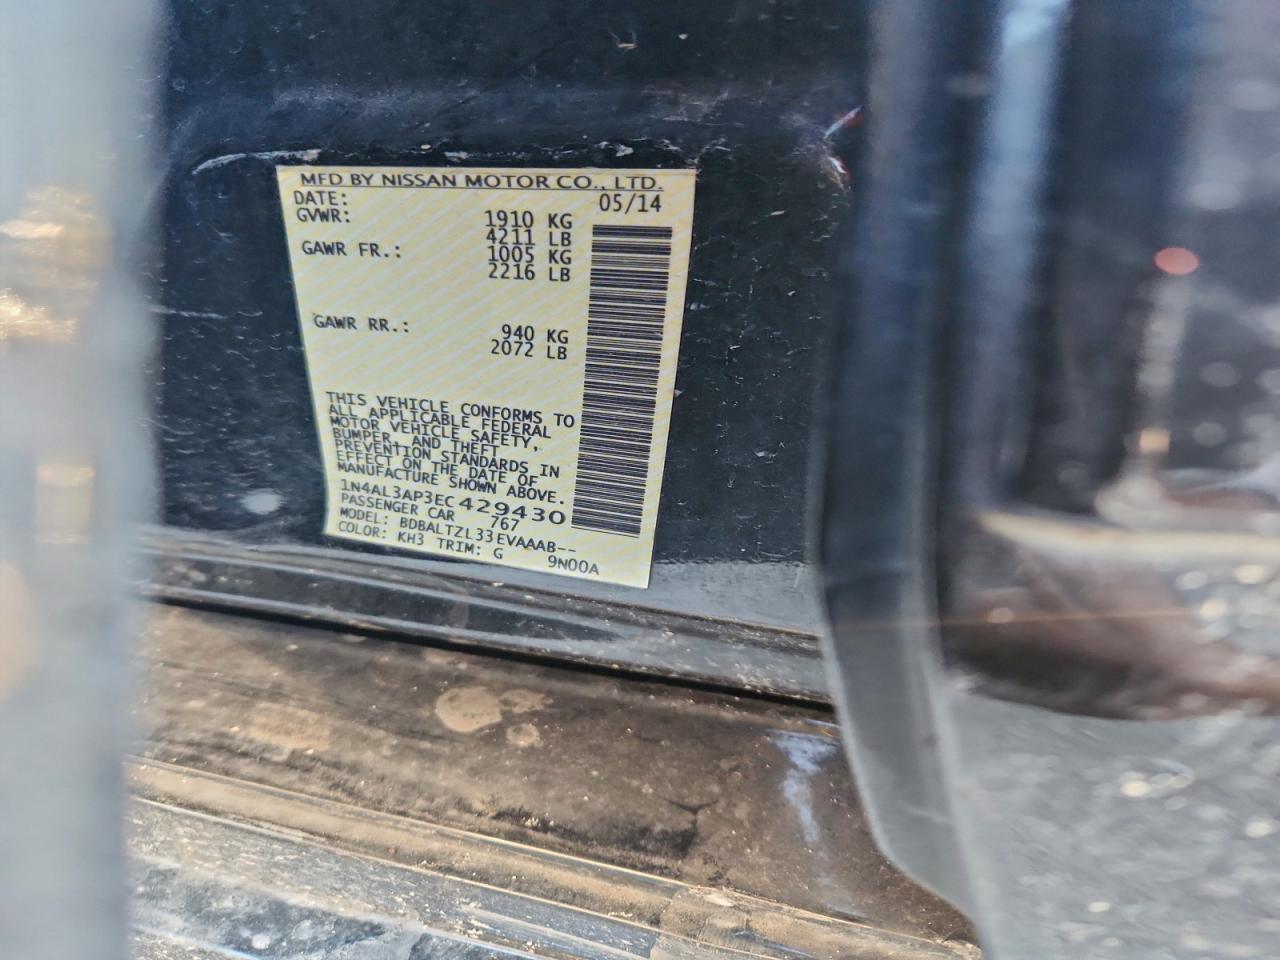 MFD BY NISSAN MOTOR CO., LTD.
DATE: 05/14
GVWR: 1910 KG
4211 LB
GAWR FR.: 1005 KG
2216 LB
GAWR RR.: 940 KG
2072 LB
THIS VEHICLE CONFORMS TO
ALL APPLICABLE FEDERAL
MOTOR VEHICLE SAFETY,
BUMPER, AND THEFT
PREVENTION STANDARDS IN
EFFECT ON THE DATE OF
MANUFACTURE SHOWN ABOVE.
1N4AL3AP3EC429430
PASSENGER CAR 767
MODEL: BDBALTZL33EVAAAB--
COLOR: KH3 TRIM: G 9N00A